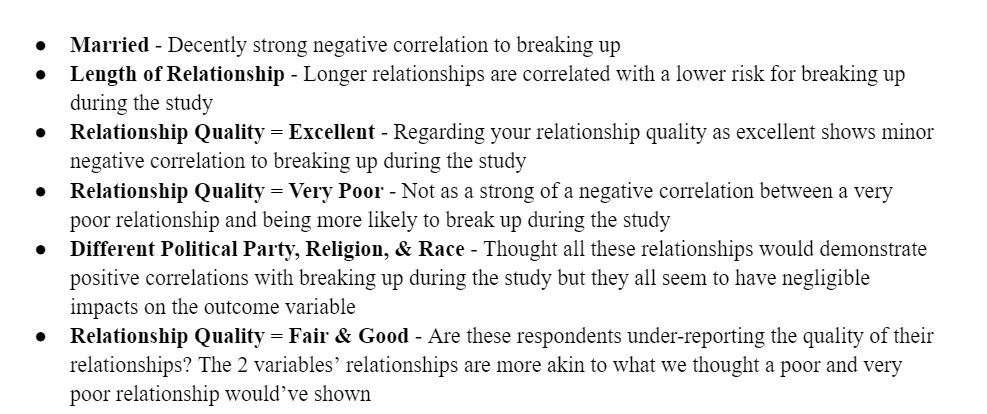 ● Married - Decently strong negative correlation to breaking up
● Length of Relationship - Longer relationships are correlated with a lower risk for breaking up
during the study
● Relationship Quality = Excellent - Regarding your relationship quality as excellent shows minor
negative correlation to breaking up during the study
● Relationship Quality = Very Poor - Not as a strong of a negative correlation between a very
poor relationship and being more likely to break up during the study
● Different Political Party, Religion, & Race - Thought all these relationships would demonstrate
positive correlations with breaking up during the study but they all seem to have negligible
impacts on the outcome variable
● Relationship Quality = Fair & Good - Are these respondents under-reporting the quality of their
relationships? The 2 variables’ relationships are more akin to what we thought a poor and very
poor relationship would’ve shown